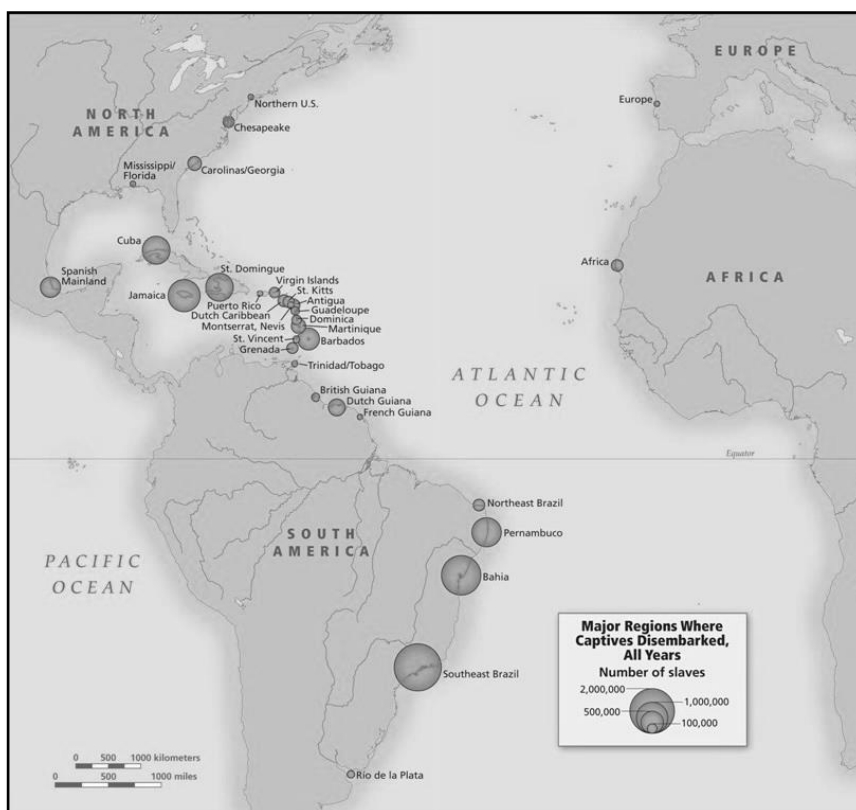 EUROPE
NORTH
AMERICA
Northern U.S.
Europe
Chesapeake
Mississippi/
Florida
Carolinas/Georgia
Cuba
St. Domingue
Spanish
Mainland
Jamaica
Virgin Islands
St. Kitts
Puerto Rico
Antigua
Dutch Caribbean
Guadeloupe
Montserrat, Nevis
Dominica
Martinique
St. Vincent
Barbados
Grenada
Trinidad/Tobago
Africa
AFRICA
British Guiana
Dutch Guiana
French Guiana
ATLANTIC
OCEAN
Equator
Northeast Brazil
SOUTH
AMERICA
Pernambuco
PACIFIC
OCEAN
Bahia
Southeast Brazil
Rio de la Plata
Major Regions Where
Captives Disembarked,
All Years
Number of slaves
2,000,000
1,000,000
500,000
100,000
0 500 1000 kilometers
0 500 1000 miles